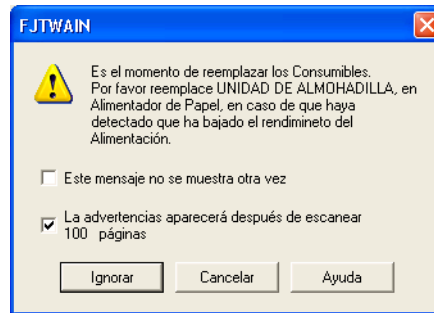 FJTWAIN
Es el momento de reemplazar los Consumibles.
Por favor reemplace UNIDAD DE ALMOHADILLA, en
Alimentador de Papel, en caso de que haya
detectado que ha bajado el rendimineto del
Alimentación.
Este mensaje no se muestra otra vez
La advertencias aparecerá después de escanear
100 páginas
Ignorar
Cancelar
Ayuda